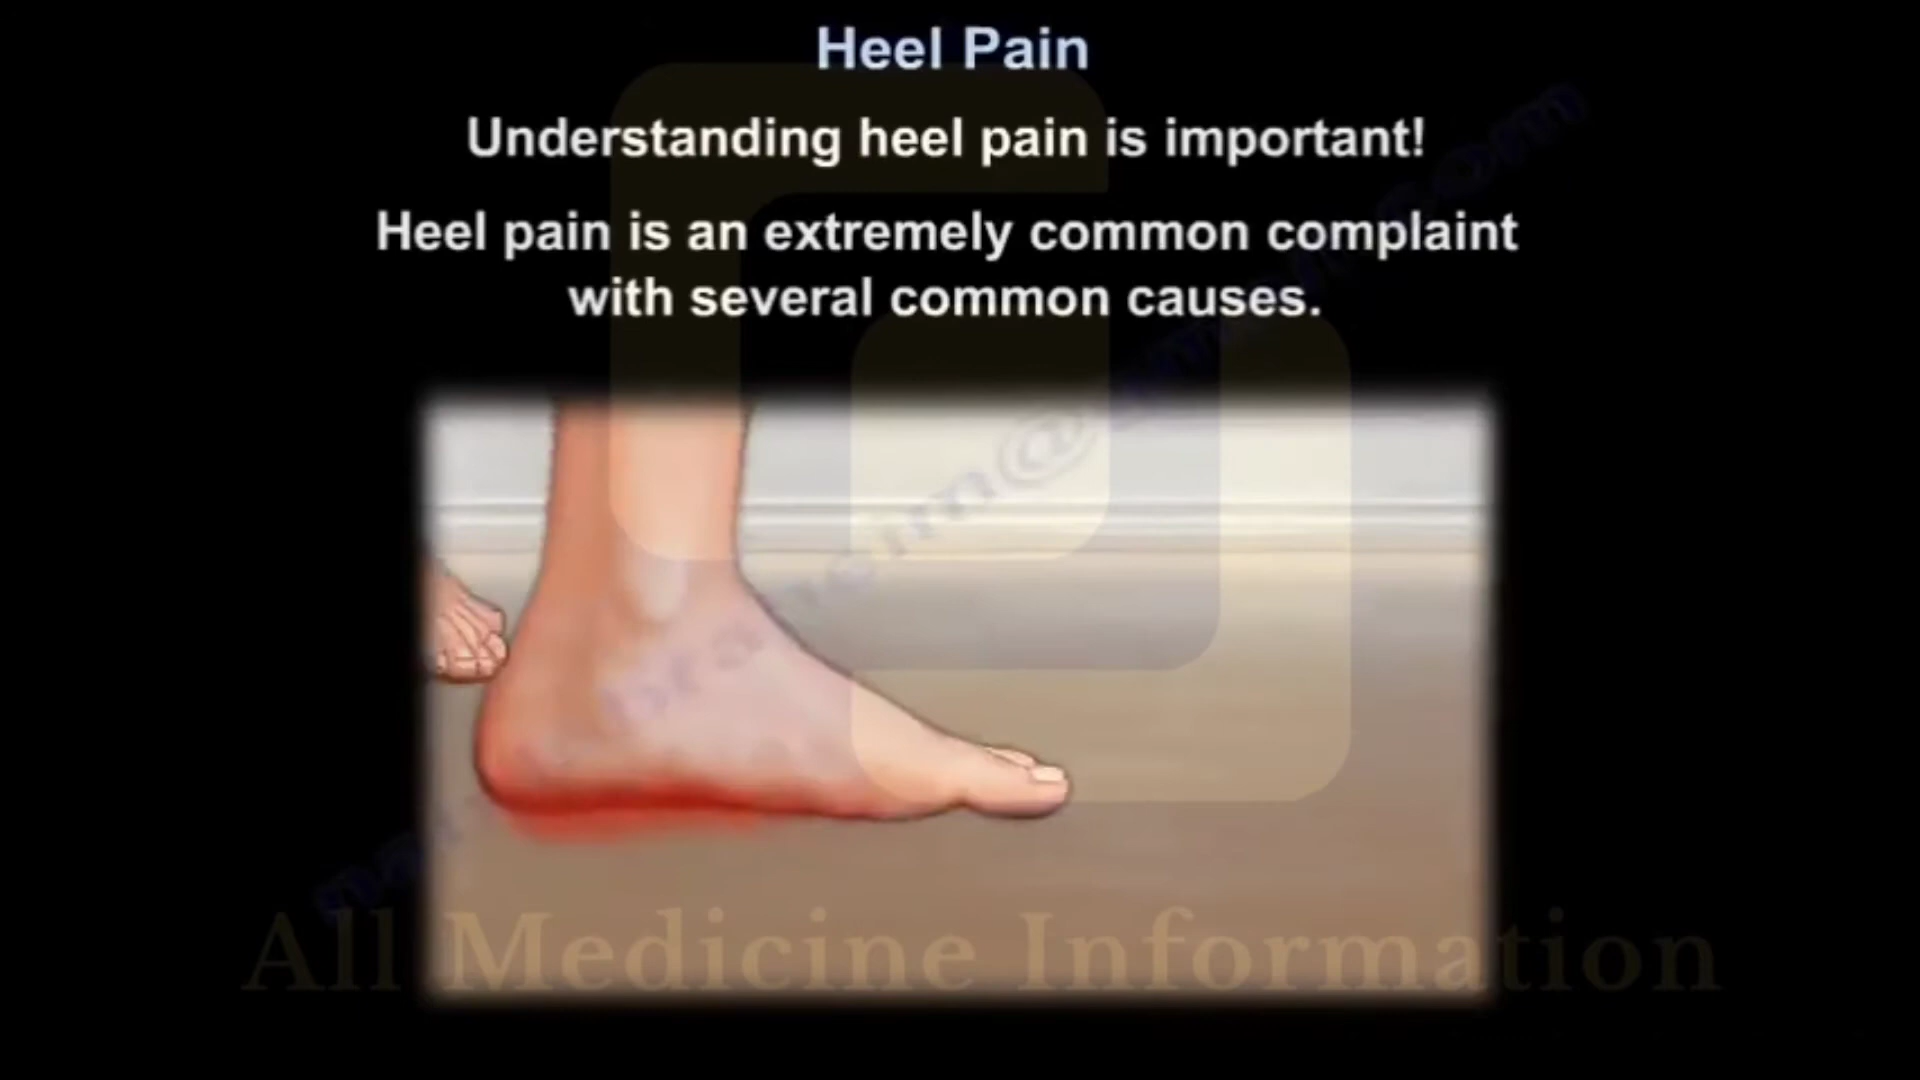 Heel Pain
Understanding heel pain is important!
Heel pain is an extremely common complaint
with several common causes.
All Medicine Information